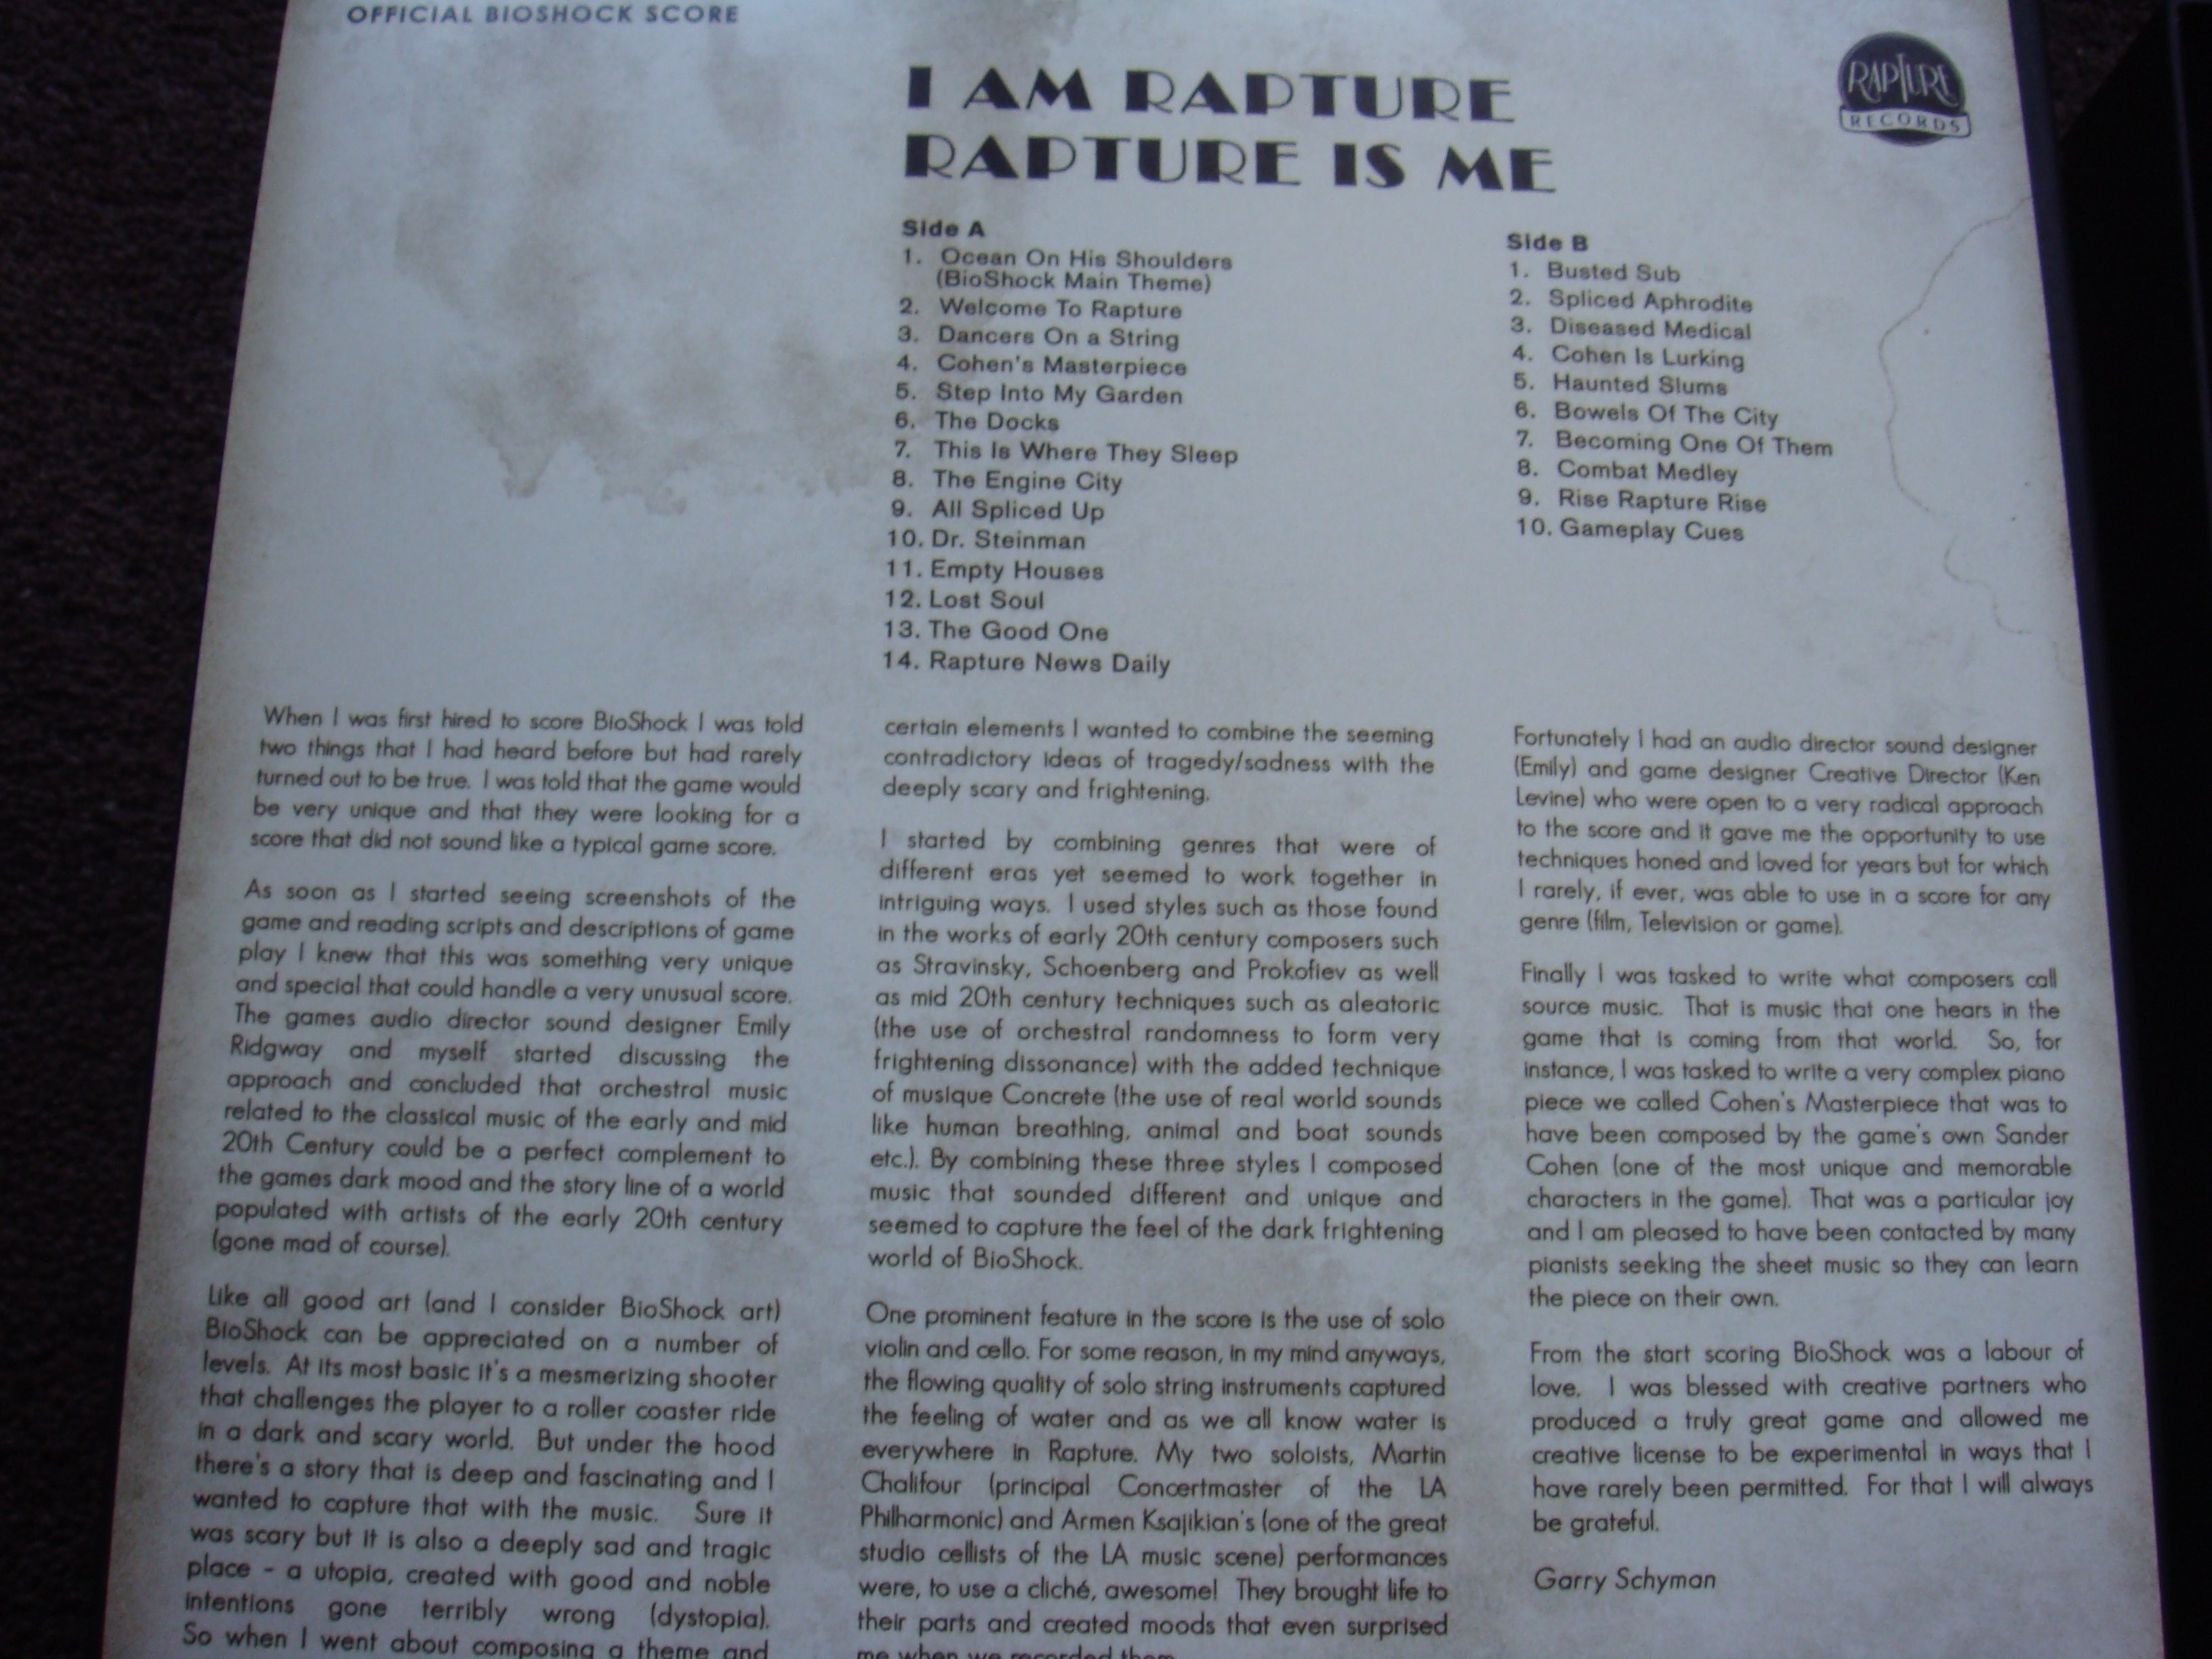 OFFICIAL BIOSHOCK SCORE
I AM RAPTURE
RAPTURE IS ME
RAPTURE
RECORDS
Side A
1. Ocean On His Shoulders
(BioShock Main Theme)
2. Welcome To Rapture
3. Dancers On a String
4. Cohen's Masterpiece
5. Step Into My Garden
6. The Docks
7. This Is Where They Sleep
8. The Engine City
9. All Spliced Up
10. Dr. Steinman
11. Empty Houses
12. Lost Soul
13. The Good One
14. Rapture News Daily
Side B
1. Busted Sub
2. Spliced Aphrodite
3. Diseased Medical
4. Cohen Is Lurking
5. Haunted Slums
6. Bowels Of The City
7. Becoming One Of Them
8. Combat Medley
9. Rise Rapture Rise
10. Gameplay Cues
When I was first hired to score BioShock I was told
two things that I had heard before but had rarely
turned out to be true. I was told that the game would
be very unique and that they were looking for a
score that did not sound like a typical game score.
As soon as I started seeing screenshots of the
game and reading scripts and descriptions of game
play I knew that this was something very unique
and special that could handle a very unusual score.
The games audio director sound designer Emily
Ridgway and myself started discussing the
approach and concluded that orchestral music
related to the classical music of the early and mid
20th Century could be a perfect complement to
the games dark mood and the story line of a world
populated with artists of the early 20th century
(gone mad of course).
Like all good art (and I consider BioShock art)
BioShock can be appreciated on a number of
levels. At its most basic it's a mesmerizing shooter
that challenges the player to a roller coaster ride
in a dark and scary world. But under the hood
there's a story that is deep and fascinating and I
wanted to capture that with the music. Sure it
was scary but it is also a deeply sad and tragic
place - a utopia, created with good and noble
intentions gone terribly wrong (dystopia).
So when I went about composing a theme and
certain elements I wanted to combine the seeming
contradictory ideas of tragedy/sadness with the
deeply scary and frightening.
I started by combining genres that were of
different eras yet seemed to work together in
intriguing ways. I used styles such as those found
in the works of early 20th century composers such
as Stravinsky, Schoenberg and Prokofiev as well
as mid 20th century techniques such as aleatoric
(the use of orchestral randomness to form very
frightening dissonance) with the added technique
of musique Concrete (the use of real world sounds
like human breathing, animal and boat sounds
etc.). By combining these three styles I composed
music that sounded different and unique and
seemed to capture the feel of the dark frightening
world of BioShock.
One prominent feature in the score is the use of solo
violin and cello. For some reason, in my mind anyways,
the flowing quality of solo string instruments captured
the feeling of water and as we all know water is
everywhere in Rapture. My two soloists, Martin
Chalifour (principal Concertmaster of the LA
Philharmonic) and Armen Ksajikian's (one of the great
studio cellists of the LA music scene) performances
were, to use a cliché, awesome! They brought life to
their parts and created moods that even surprised
me when we recorded them.
Fortunately I had an audio director sound designer
(Emily) and game designer Creative Director (Ken
Levine) who were open to a very radical approach
to the score and it gave me the opportunity to use
techniques honed and loved for years but for which
I rarely, if ever, was able to use in a score for any
genre (film, Television or game).
Finally I was tasked to write what composers call
source music. That is music that one hears in the
game that is coming from that world. So, for
instance, I was tasked to write a very complex piano
piece we called Cohen's Masterpiece that was to
have been composed by the game's own Sander
Cohen (one of the most unique and memorable
characters in the game). That was a particular joy
and I am pleased to have been contacted by many
pianists seeking the sheet music so they can learn
the piece on their own.
From the start scoring BioShock was a labour of
love. I was blessed with creative partners who
produced a truly great game and allowed me
creative license to be experimental in ways that I
have rarely been permitted. For that I will always
be grateful.
Garry Schyman